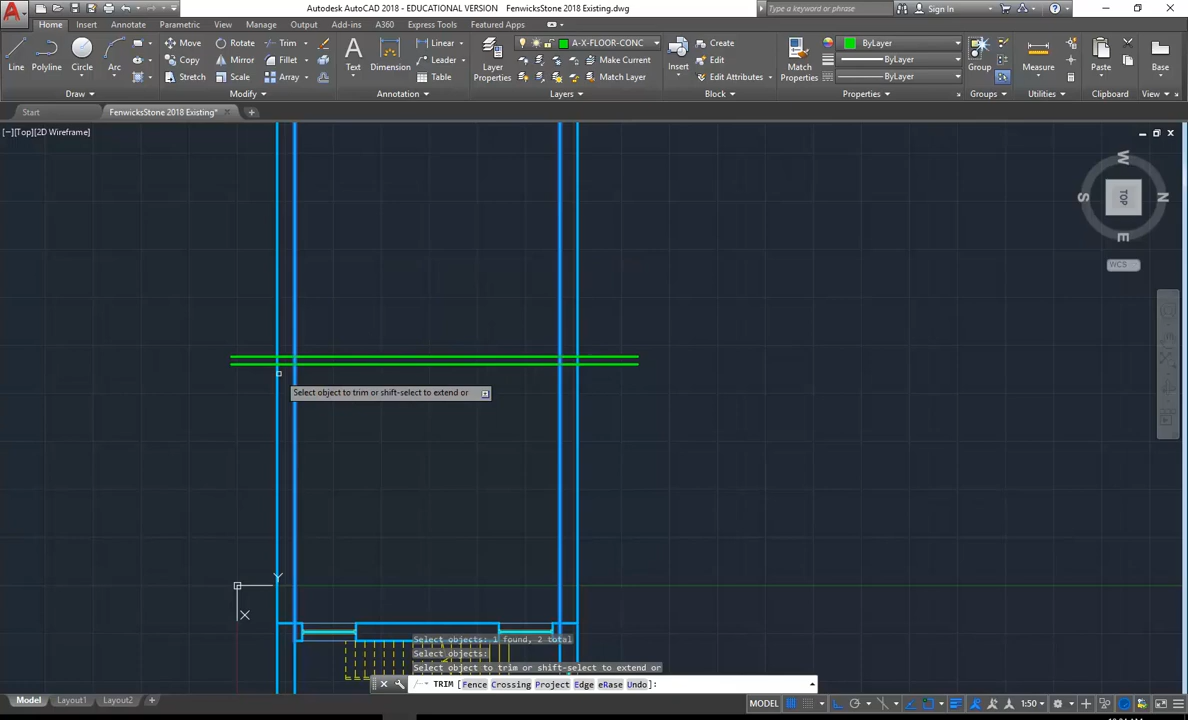 Autodesk AutoCAD 2018 - EDUCATIONAL VERSION FenwicksStone 2018 Existing.dwg
Type a keyword or phrase
Sign In
Home Insert Annotate Parametric View Manage Output Add-ins A360 Express Tools Featured Apps
Line Polyline Circle Arc
Move Rotate Trim
Copy Mirror Fillet
Stretch Scale Array
Text Dimension
Linear
Leader
Table
Layer Properties
A-X-FLOOR-CONC
Make Current
Match Layer
Insert
Create
Edit
Edit Attributes
Match Properties
ByLayer
ByLayer
ByLayer
Group
Measure
Paste
Base
Draw Modify Annotation Layers Block Properties Groups Utilities Clipboard View
Start FenwicksStone 2018 Existing*
[−][Top][2D Wireframe]
W
S TOP N
E
WCS
Select object to trim or shift-select to extend or
Y
X
Select objects: 1 found, 2 total
Select objects:
Select object to trim or shift-select to extend or
TRIM [Fence Crossing Project Edge eRase Undo]:
Model Layout1 Layout2
MODEL
1:50